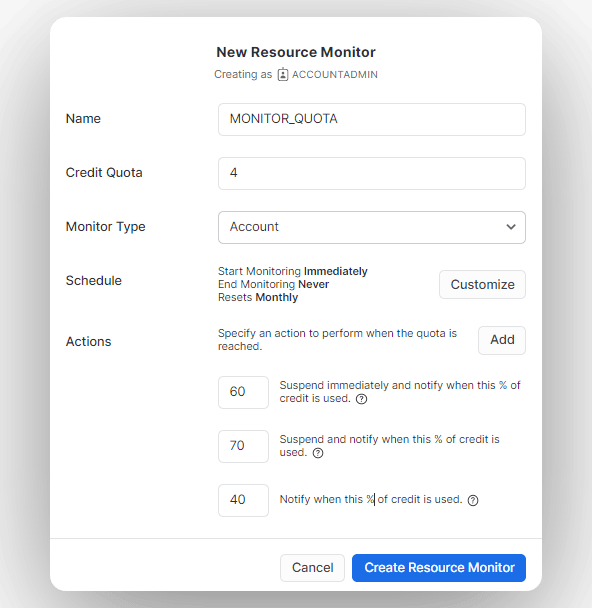 New Resource Monitor
Creating as ACCOUNTADMIN
Name
MONITOR_QUOTA
Credit Quota
4
Monitor Type
Account
Schedule
Start Monitoring Immediately
End Monitoring Never
Resets Monthly
Customize
Actions
Specify an action to perform when the quota is
reached.
Add
60
Suspend immediately and notify when this % of
credit is used.
70
Suspend and notify when this % of credit is
used.
40
Notify when this % of credit is used.
Cancel
Create Resource Monitor